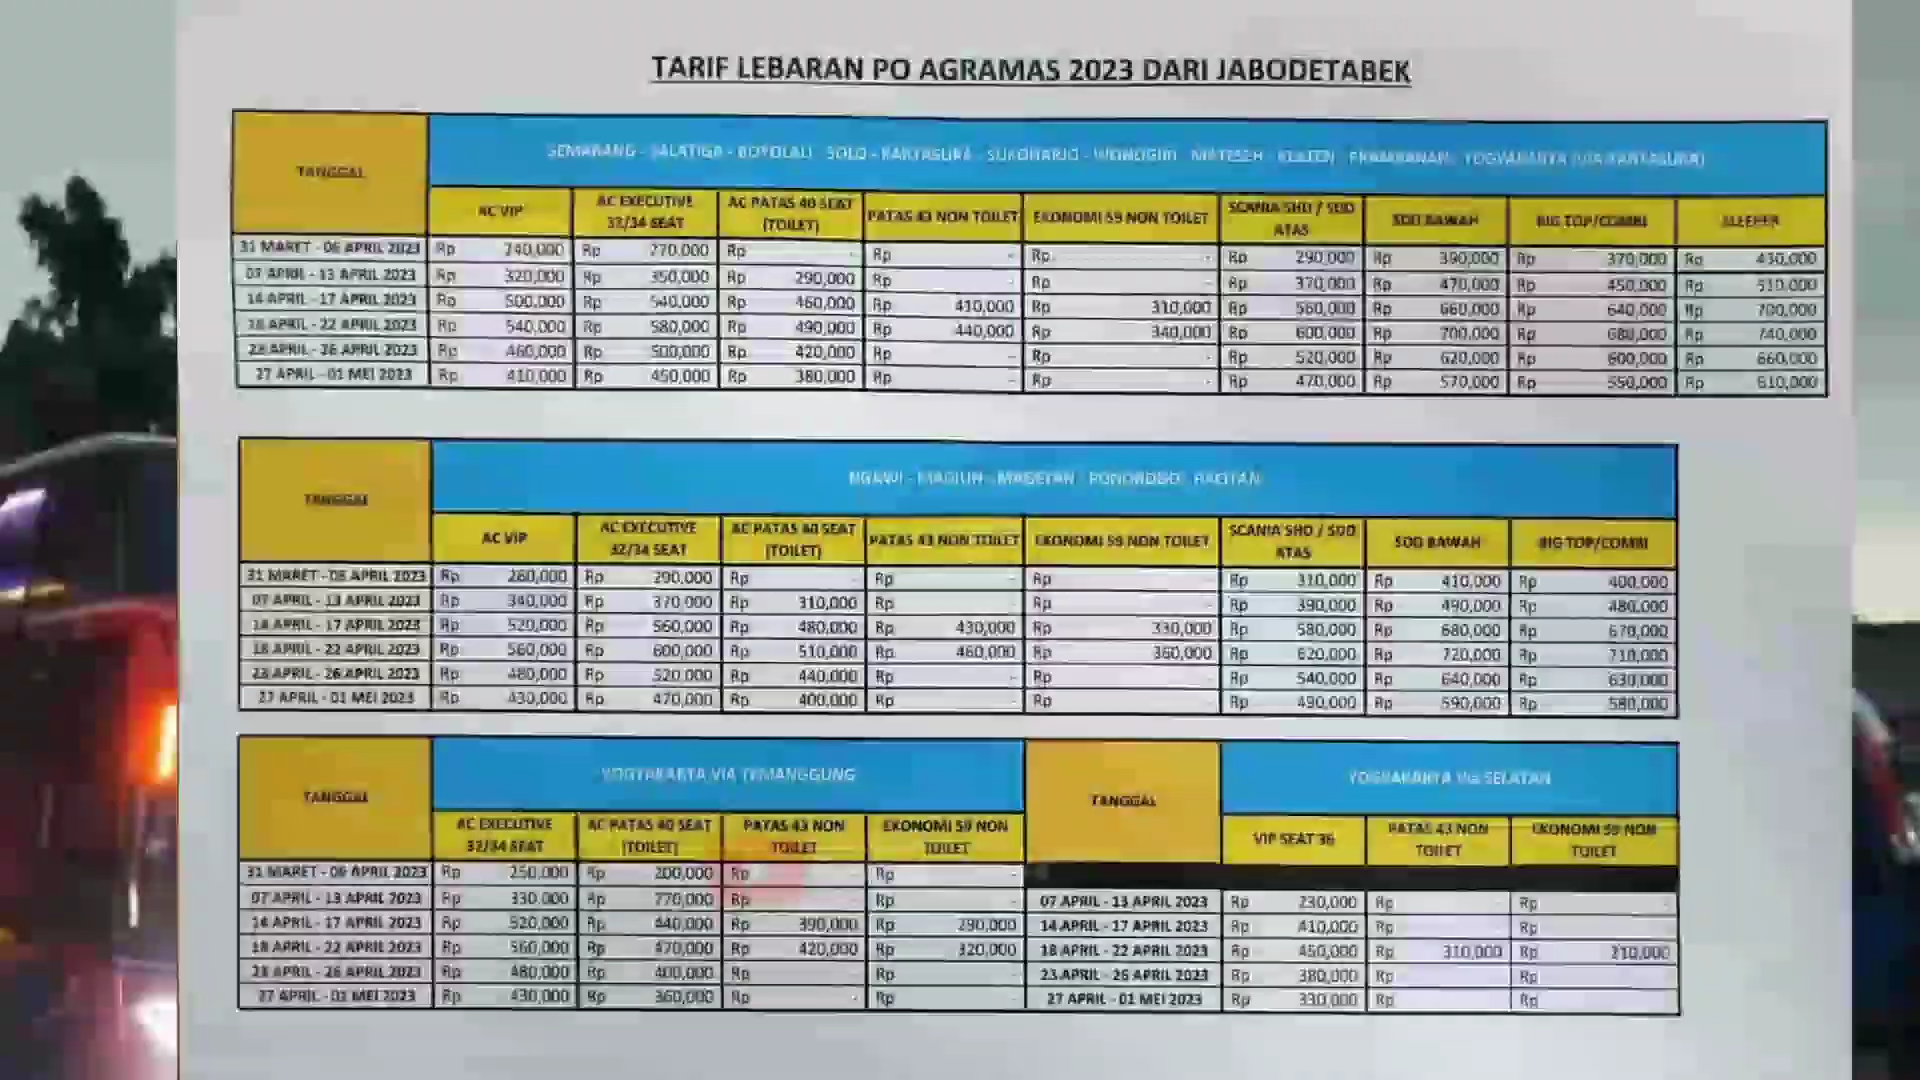 TARIF LEBARAN PO AGRAMAS 2023 DARI JABODETABEK
TANGGAL
SEMARANG - SALATIGA - BOYOLALI - SOLO - KARTASURA - SUKOHARJO - WONOGIRI - MATESEH - KLATEN - PRAMBANAN - YOGYAKARTA (VIA KARTASURA)
AC VIP | AC EXECUTIVE 32/34 SEAT | AC PATAS 40 SEAT (TOILET) | PATAS 43 NON TOILET | EKONOMI 59 NON TOILET | SCANIA SHD / SDD ATAS | SDD BAWAH | BIG TOP/COMBI | SLEEPER
31 MARET - 06 APRIL 2023 Rp 240,000 Rp 270,000 Rp - Rp - Rp - Rp 290,000 Rp 390,000 Rp 370,000 Rp 430,000
07 APRIL - 13 APRIL 2023 Rp 320,000 Rp 350,000 Rp 290,000 Rp - Rp - Rp 370,000 Rp 470,000 Rp 450,000 Rp 510,000
14 APRIL - 17 APRIL 2023 Rp 500,000 Rp 540,000 Rp 460,000 Rp 410,000 Rp 310,000 Rp 560,000 Rp 660,000 Rp 640,000 Rp 700,000
18 APRIL - 22 APRIL 2023 Rp 540,000 Rp 580,000 Rp 490,000 Rp 440,000 Rp 340,000 Rp 600,000 Rp 700,000 Rp 680,000 Rp 740,000
23 APRIL - 26 APRIL 2023 Rp 460,000 Rp 500,000 Rp 420,000 Rp - Rp - Rp 520,000 Rp 620,000 Rp 600,000 Rp 660,000
27 APRIL - 01 MEI 2023 Rp 410,000 Rp 450,000 Rp 380,000 Rp - Rp - Rp 470,000 Rp 570,000 Rp 550,000 Rp 610,000
TANGGAL
NGAWI - MADIUN - MAGETAN - PONOROGO - PACITAN
AC VIP | AC EXECUTIVE 32/34 SEAT | AC PATAS 40 SEAT (TOILET) | PATAS 43 NON TOILET | EKONOMI 59 NON TOILET | SCANIA SHD / SDD ATAS | SDD BAWAH | BIG TOP/COMBI
31 MARET - 06 APRIL 2023 Rp 260,000 Rp 290,000 Rp - Rp - Rp - Rp 310,000 Rp 410,000 Rp 400,000
07 APRIL - 13 APRIL 2023 Rp 340,000 Rp 370,000 Rp 310,000 Rp - Rp - Rp 390,000 Rp 490,000 Rp 480,000
14 APRIL - 17 APRIL 2023 Rp 520,000 Rp 560,000 Rp 480,000 Rp 430,000 Rp 330,000 Rp 580,000 Rp 680,000 Rp 670,000
18 APRIL - 22 APRIL 2023 Rp 560,000 Rp 600,000 Rp 510,000 Rp 460,000 Rp 360,000 Rp 620,000 Rp 720,000 Rp 710,000
23 APRIL - 26 APRIL 2023 Rp 480,000 Rp 520,000 Rp 440,000 Rp - Rp - Rp 540,000 Rp 640,000 Rp 630,000
27 APRIL - 01 MEI 2023 Rp 430,000 Rp 470,000 Rp 400,000 Rp - Rp - Rp 490,000 Rp 590,000 Rp 580,000
TANGGAL
YOGYAKARTA VIA TEMANGGUNG
AC EXECUTIVE 32/34 SEAT | AC PATAS 40 SEAT (TOILET) | PATAS 43 NON TOILET | EKONOMI 59 NON TOILET
31 MARET - 06 APRIL 2023 Rp 250,000 Rp 200,000 Rp - Rp -
07 APRIL - 13 APRIL 2023 Rp 330,000 Rp 270,000 Rp - Rp -
14 APRIL - 17 APRIL 2023 Rp 520,000 Rp 440,000 Rp 390,000 Rp 290,000
18 APRIL - 22 APRIL 2023 Rp 560,000 Rp 470,000 Rp 420,000 Rp 320,000
23 APRIL - 26 APRIL 2023 Rp 480,000 Rp 400,000 Rp - Rp -
27 APRIL - 01 MEI 2023 Rp 430,000 Rp 360,000 Rp - Rp -
TANGGAL
YOGYAKARTA VIA SELATAN
VIP SEAT 36 | PATAS 43 NON TOILET | EKONOMI 59 NON TOILET
07 APRIL - 13 APRIL 2023 Rp 230,000 Rp - Rp -
14 APRIL - 17 APRIL 2023 Rp 410,000 Rp Rp
18 APRIL - 22 APRIL 2023 Rp 450,000 Rp 310,000 Rp 210,000
23 APRIL - 26 APRIL 2023 Rp 380,000 Rp Rp
27 APRIL - 01 MEI 2023 Rp 330,000 Rp Rp